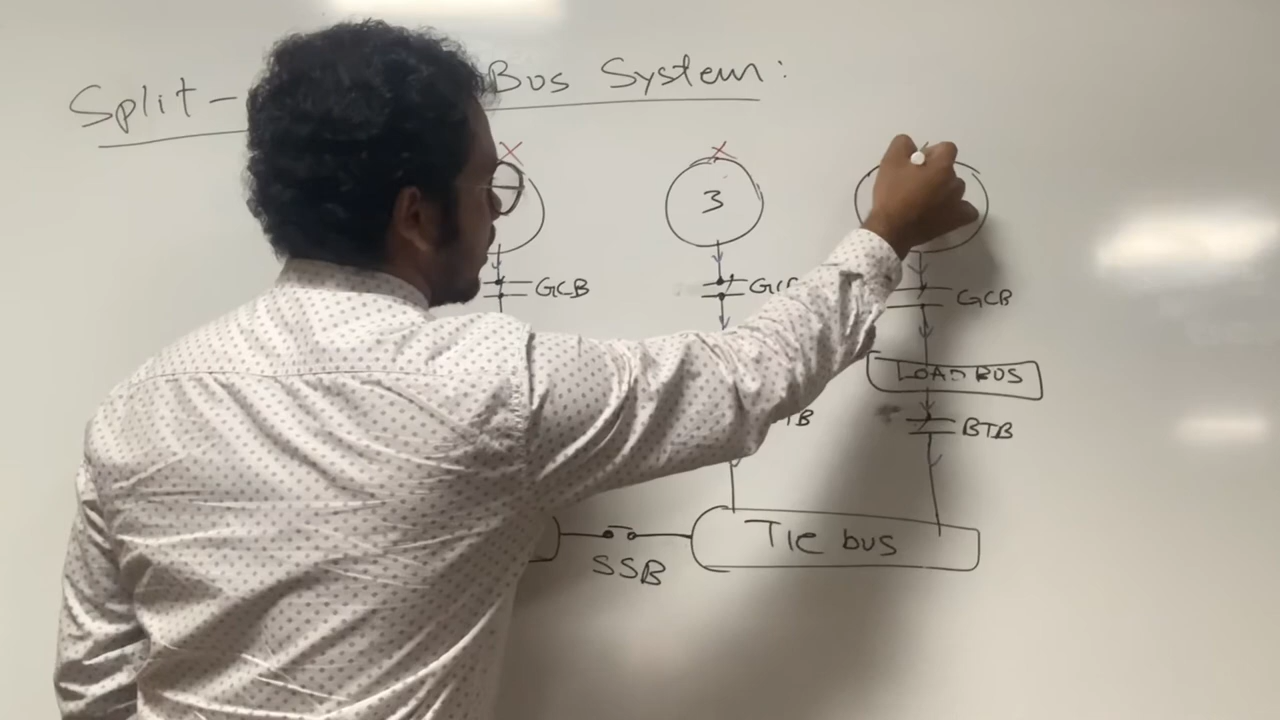 Split - Bus System:
X X
3
GCB GCB
LOAD BUS
BTB
Tie bus
SSB